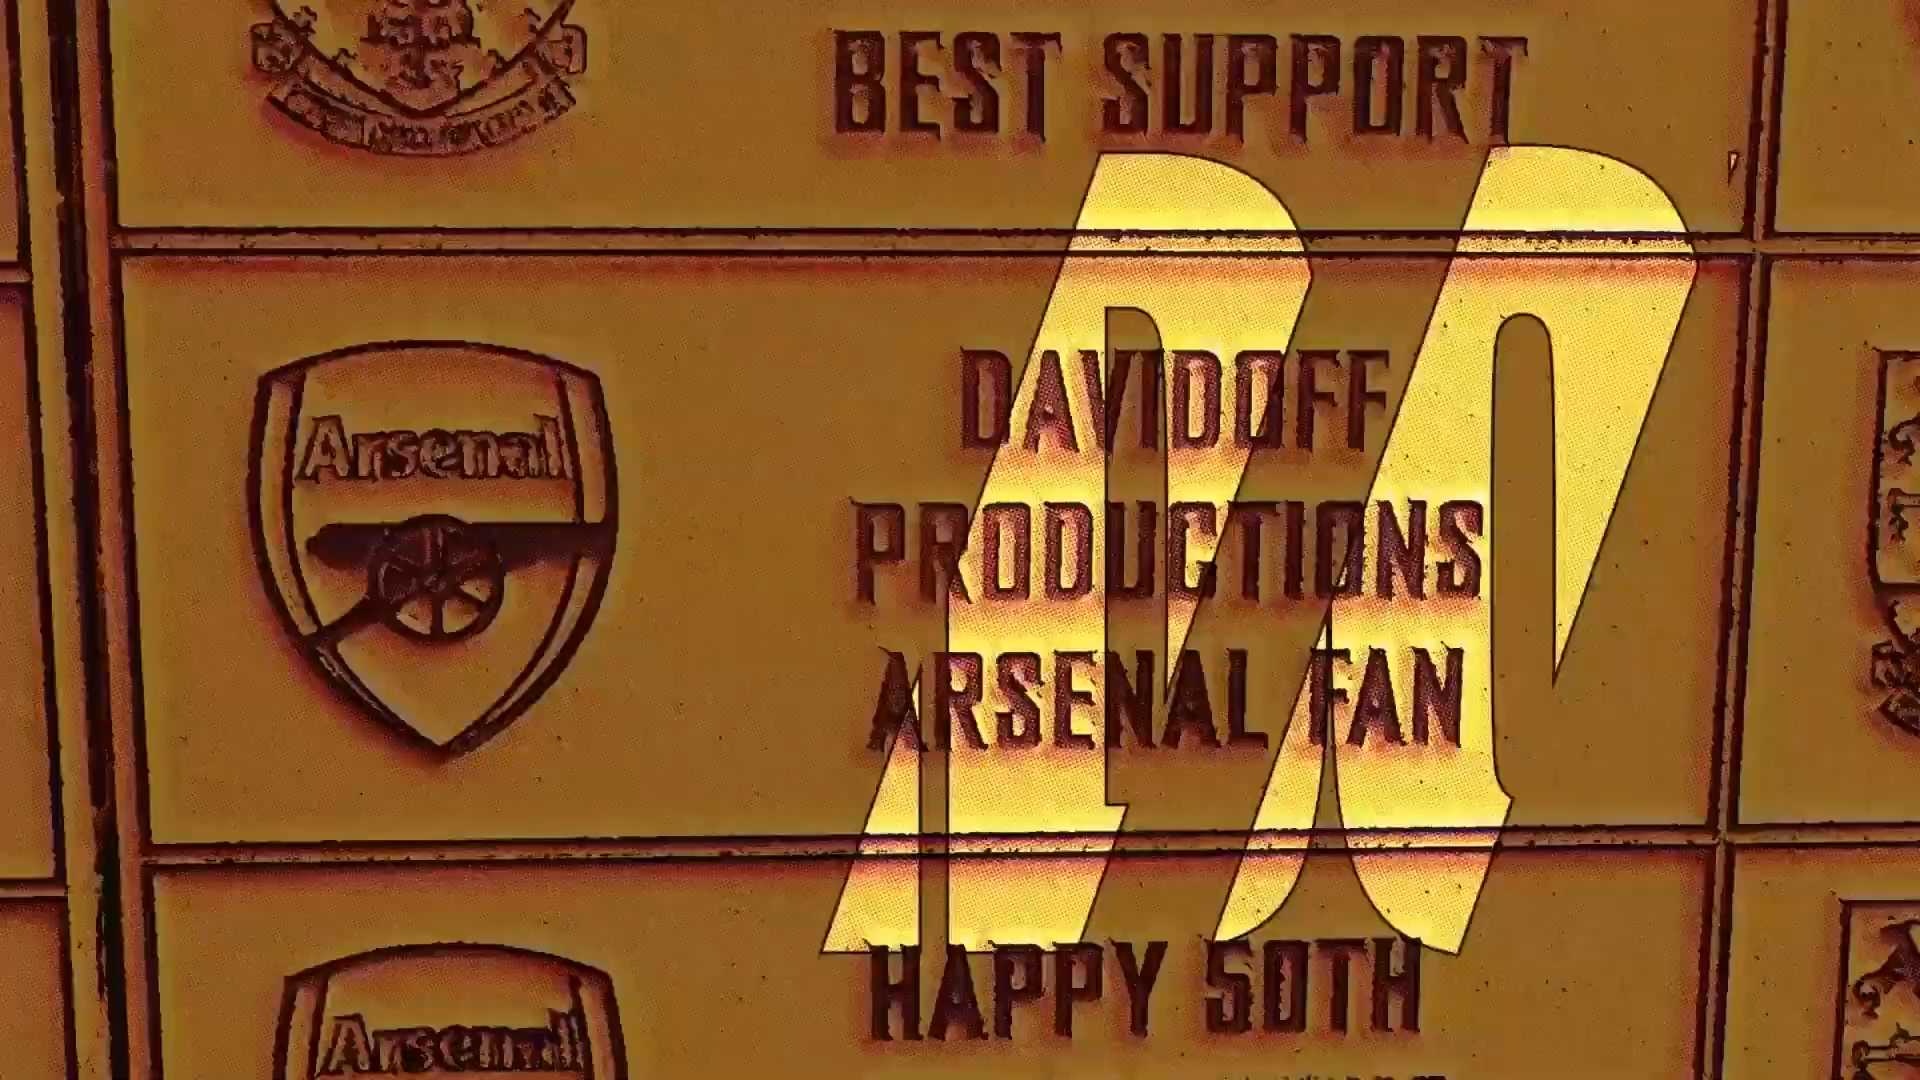 BEST SUPPORT
Arsenal
DAVIDOFF
PRODUCTIONS
ARSENAL FAN
HAPPY 50TH
Arsenal